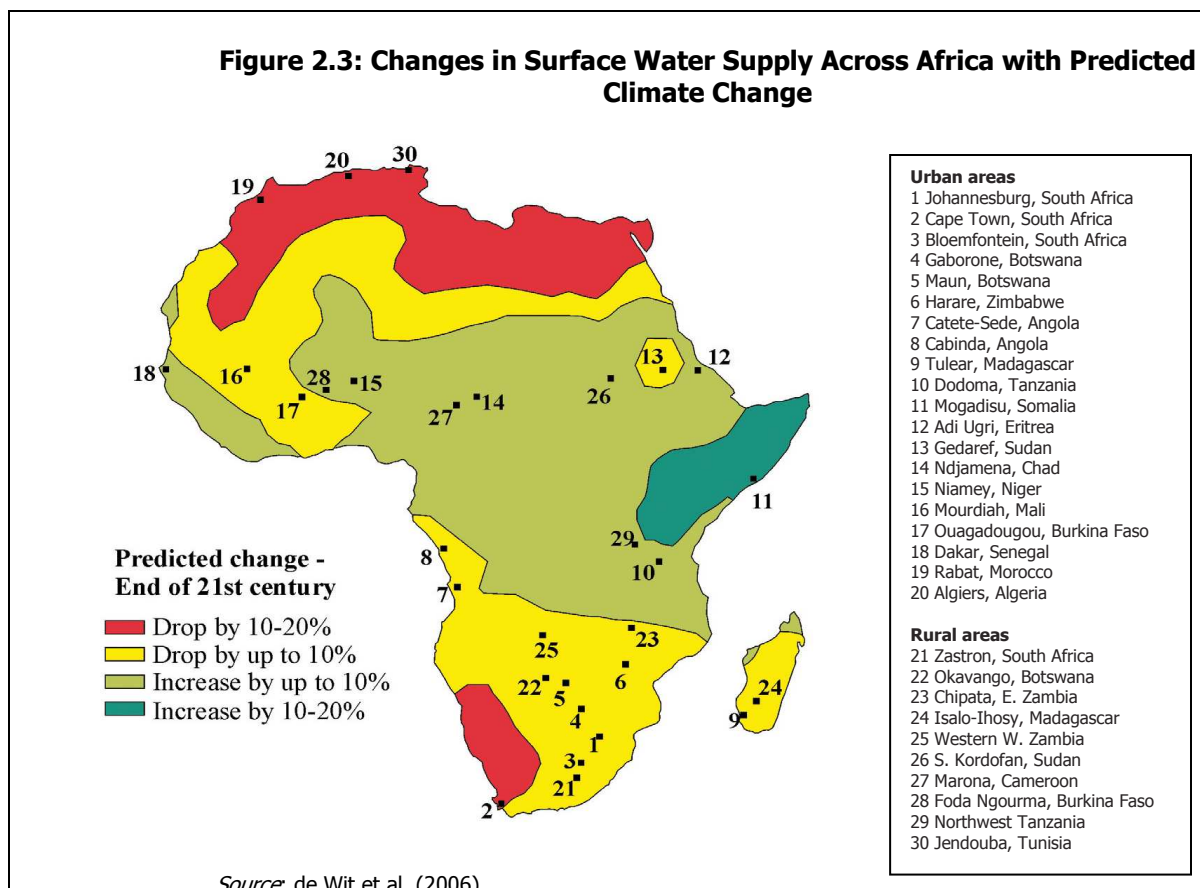 Figure 2.3: Changes in Surface Water Supply Across Africa with Predicted
Climate Change
30
20
19
18
16
17
28
15
27
14
26
13
12
11
29
10
8
7
25
23
22
5
6
4
1
3
21
2
24
9
Predicted change -
End of 21st century
Drop by 10-20%
Drop by up to 10%
Increase by up to 10%
Increase by 10-20%
Urban areas
1 Johannesburg, South Africa
2 Cape Town, South Africa
3 Bloemfontein, South Africa
4 Gaborone, Botswana
5 Maun, Botswana
6 Harare, Zimbabwe
7 Catete-Sede, Angola
8 Cabinda, Angola
9 Tulear, Madagascar
10 Dodoma, Tanzania
11 Mogadisu, Somalia
12 Adi Ugri, Eritrea
13 Gedaref, Sudan
14 Ndjamena, Chad
15 Niamey, Niger
16 Mourdiah, Mali
17 Ouagadougou, Burkina Faso
18 Dakar, Senegal
19 Rabat, Morocco
20 Algiers, Algeria
Rural areas
21 Zastron, South Africa
22 Okavango, Botswana
23 Chipata, E. Zambia
24 Isalo-Ihosy, Madagascar
25 Western W. Zambia
26 S. Kordofan, Sudan
27 Marona, Cameroon
28 Foda Ngourma, Burkina Faso
29 Northwest Tanzania
30 Jendouba, Tunisia
Source: de Wit et al. (2006)